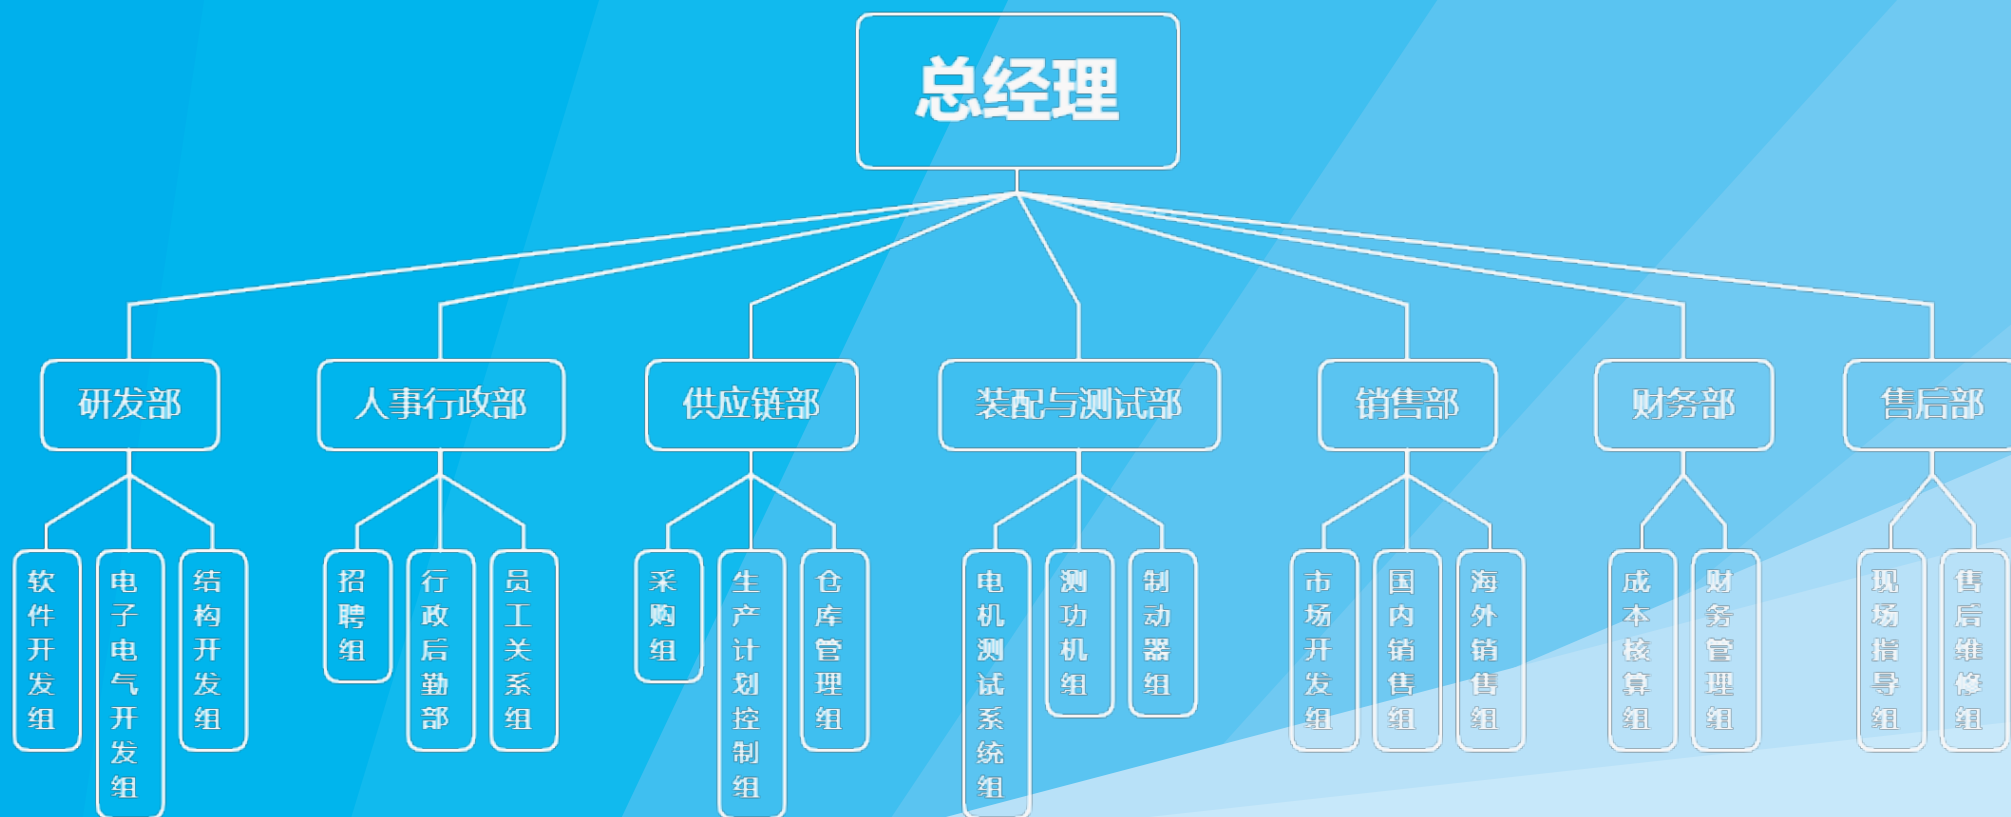 总经理
研发部
人事行政部
供应链部
装配与测试部
销售部
财务部
售后部
软件开发组
电子电气开发组
结构开发组
招聘组
行政后勤部
员工关系组
采购组
生产计划控制组
仓库管理组
电机测试系统组
测功机组
制动器组
市场开发组
国内销售组
海外销售组
成本核算组
财务管理组
现场指导组
售后维修组